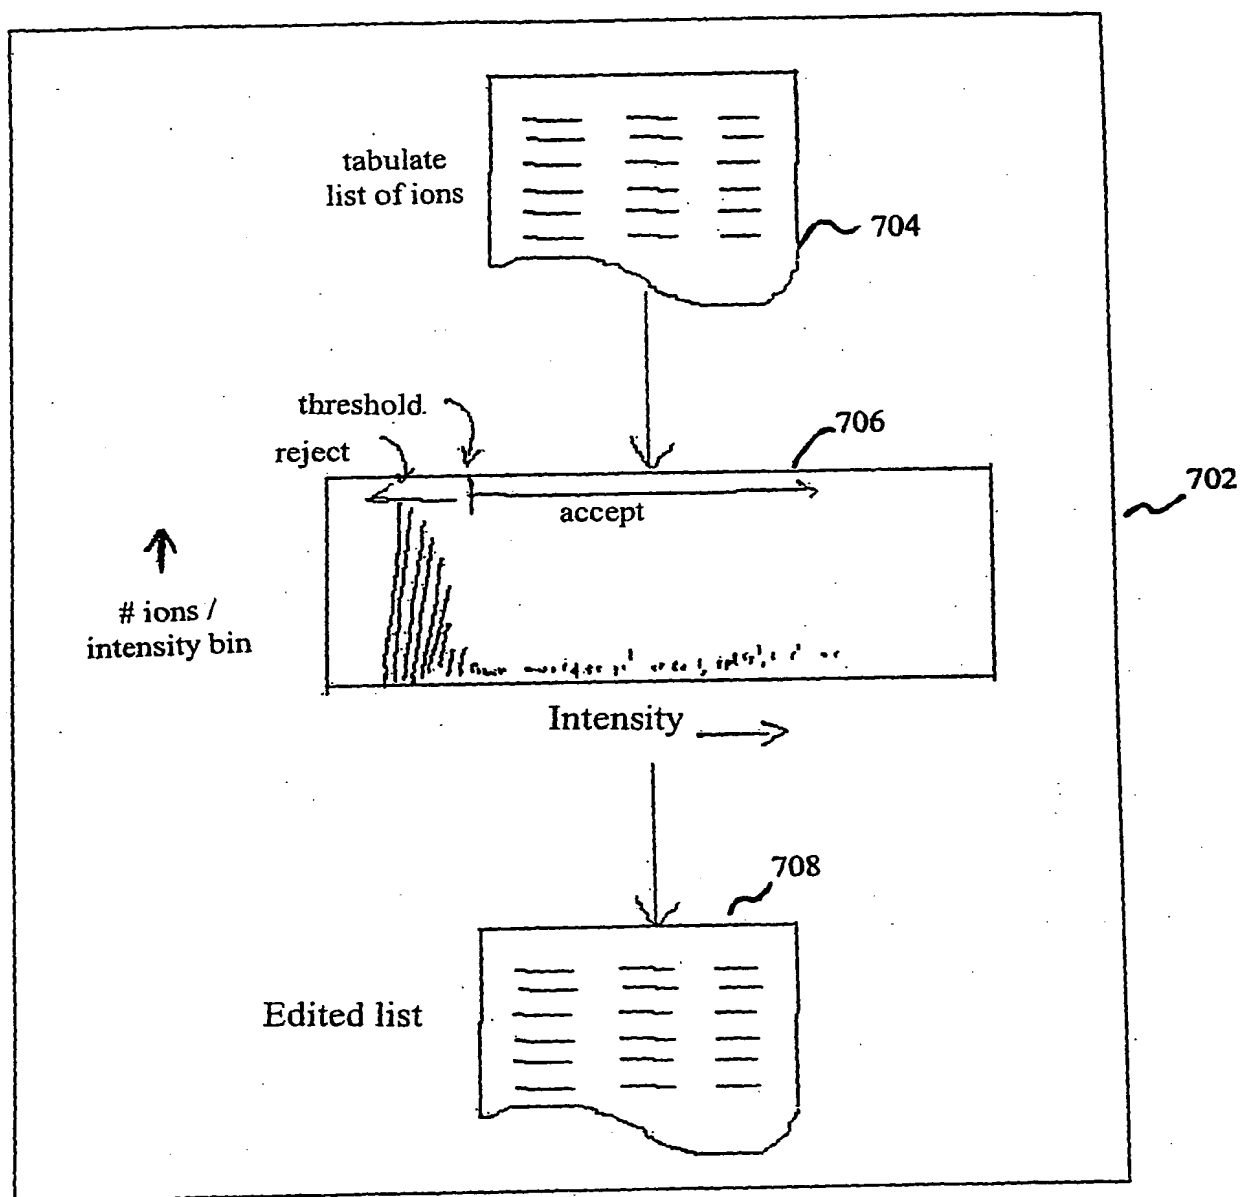 tabulate
list of ions
704
threshold.
reject
706
702
accept
# ions /
intensity bin
Intensity
708
Edited list